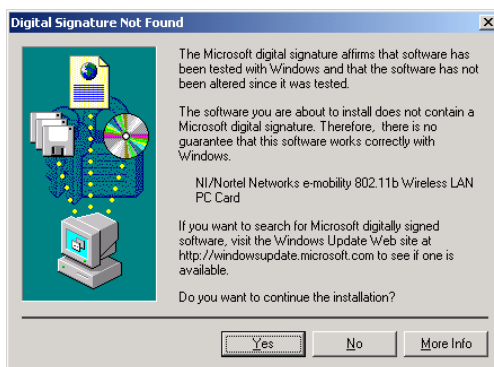 Digital Signature Not Found
The Microsoft digital signature affirms that software has
been tested with Windows and that the software has not
been altered since it was tested.
The software you are about to install does not contain a
Microsoft digital signature. Therefore, there is no
guarantee that this software works correctly with
Windows.
NI/Nortel Networks e-mobility 802.11b Wireless LAN
PC Card
If you want to search for Microsoft digitally signed
software, visit the Windows Update Web site at
http://windowsupdate.microsoft.com to see if one is
available.
Do you want to continue the installation?
Yes No More Info